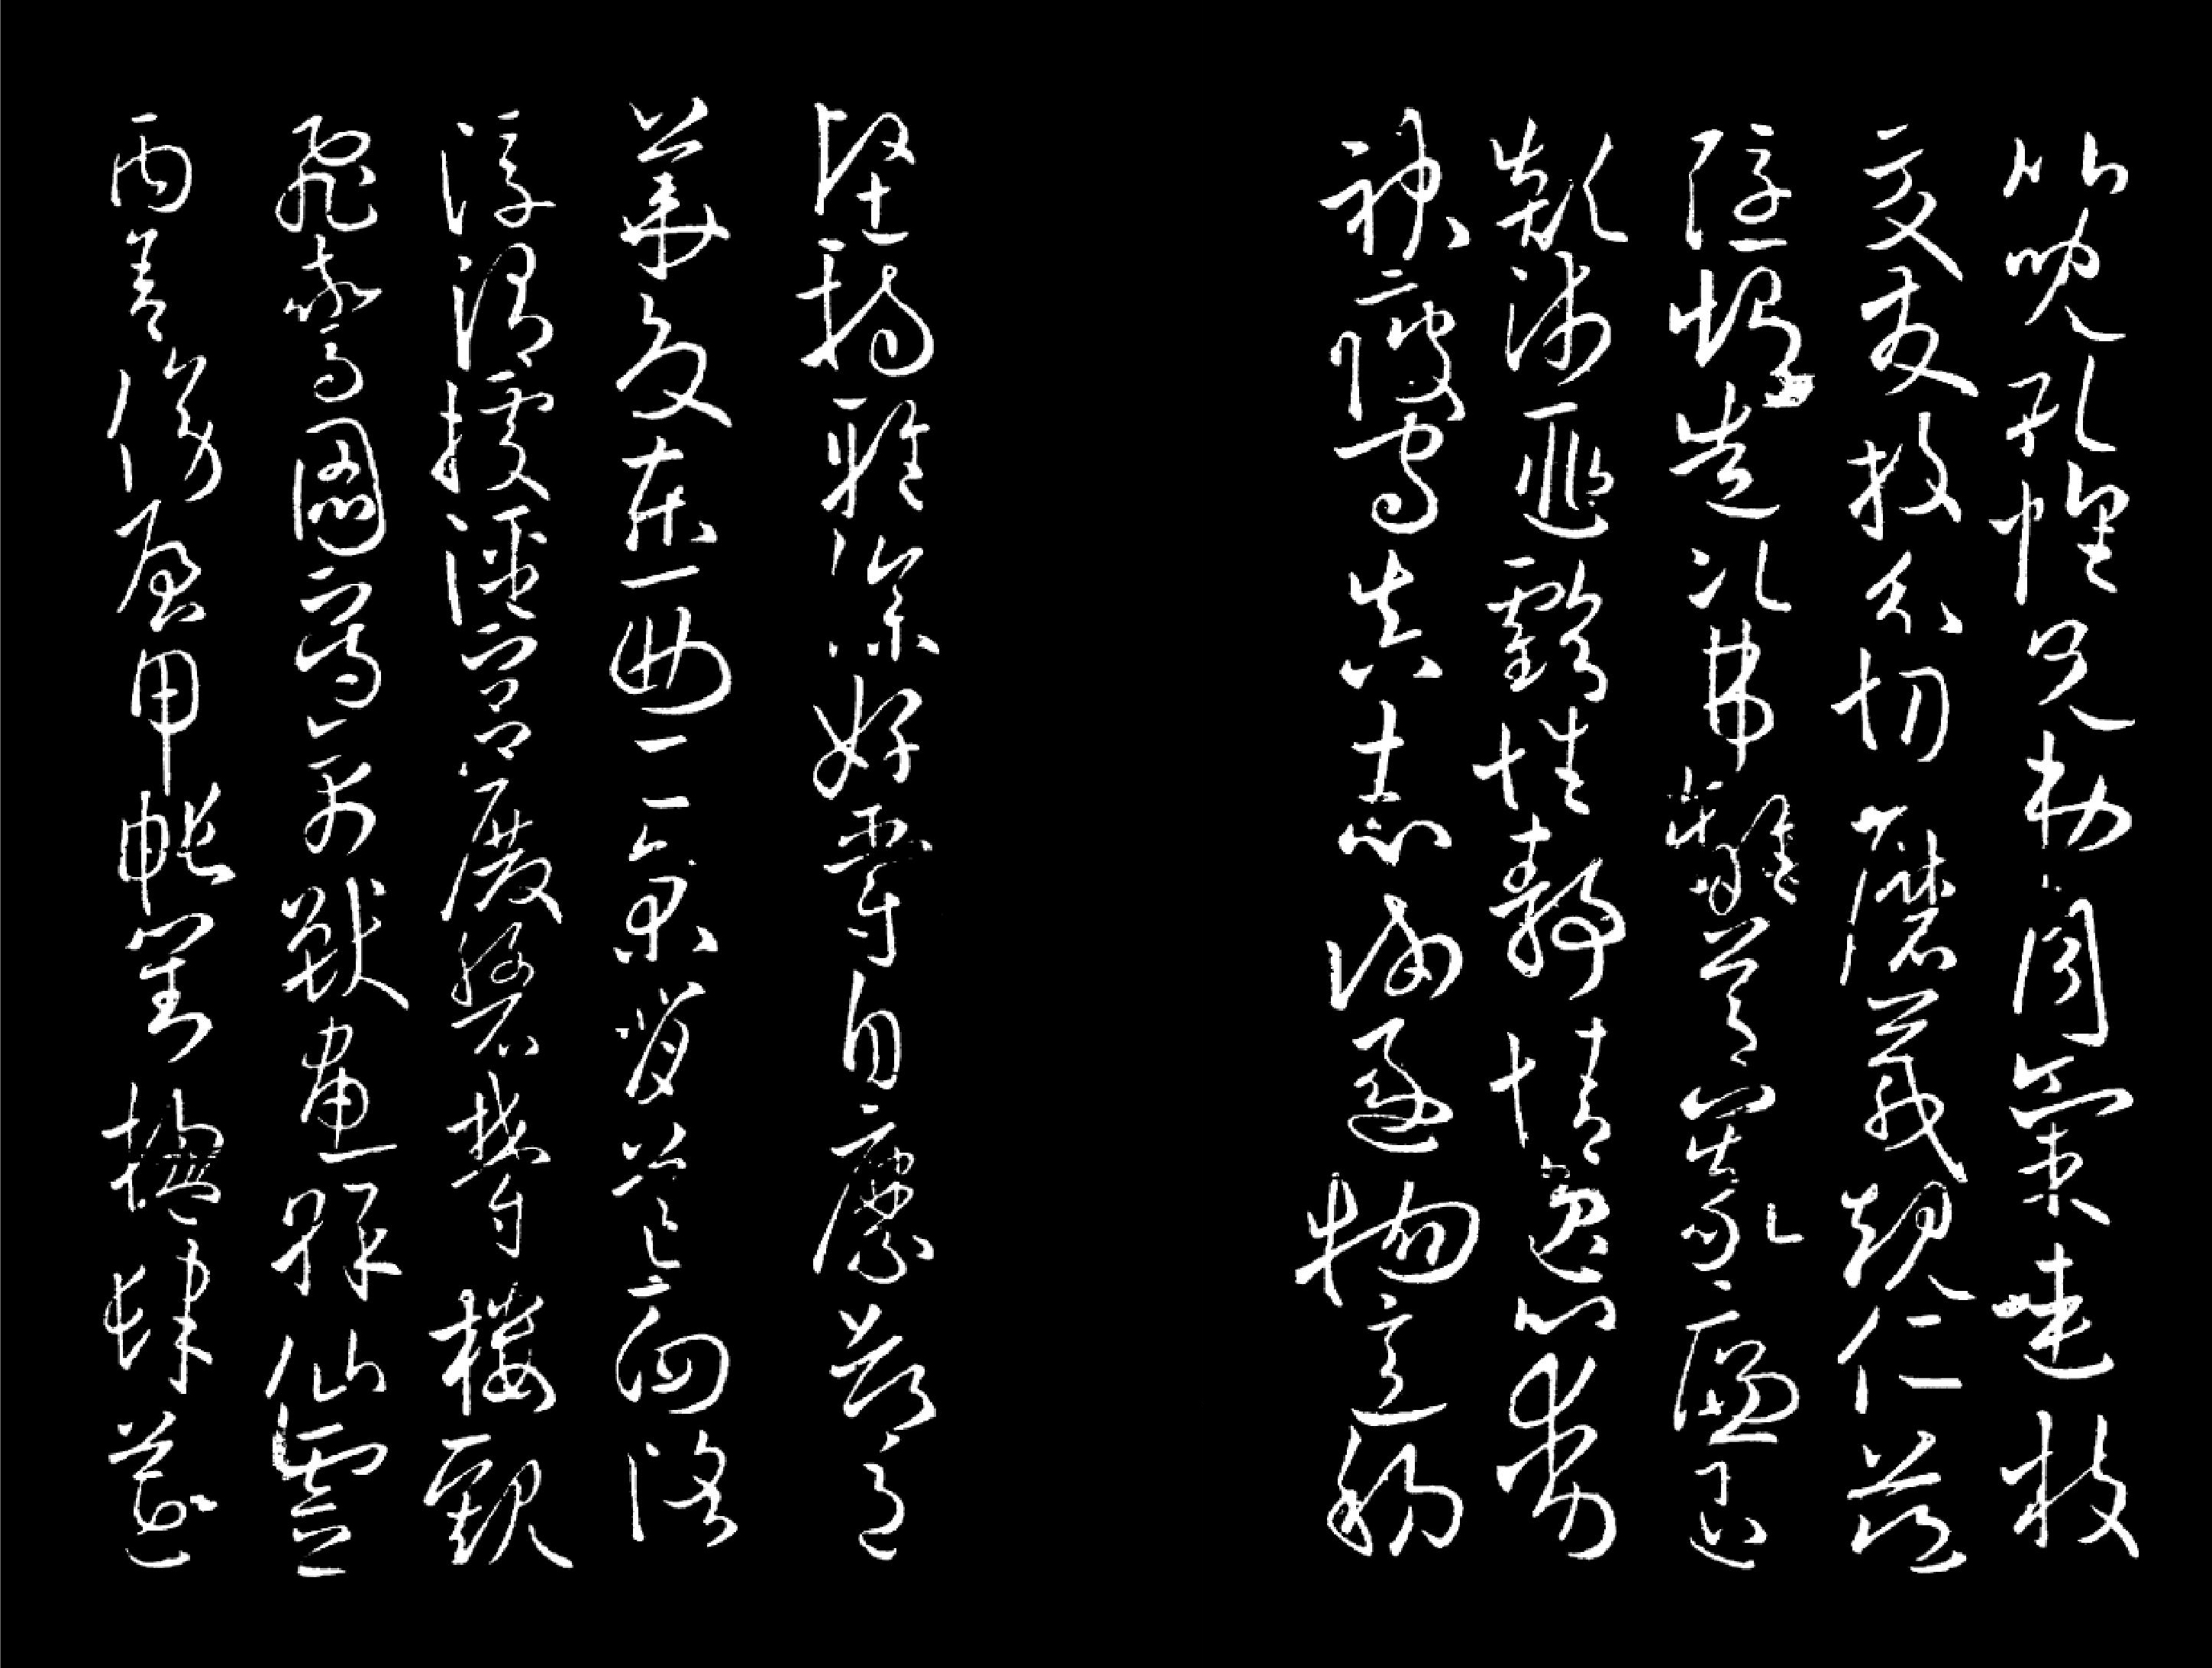 比兒孔懷兄弟同氣連枝
交友投分切磨箴規仁慈
隱惻造次弗離節義廉退
顛沛匪虧性靜情逸心動
神疲守真志滿逐物意移
堅持雅操好爵自縻都邑
華夏東西二京背芒面洛
浮渭據涇宮殿盤鬱樓觀
飛驚圖寫禽獸畫彩仙靈
丙舍傍啟甲帳對楹肆筵